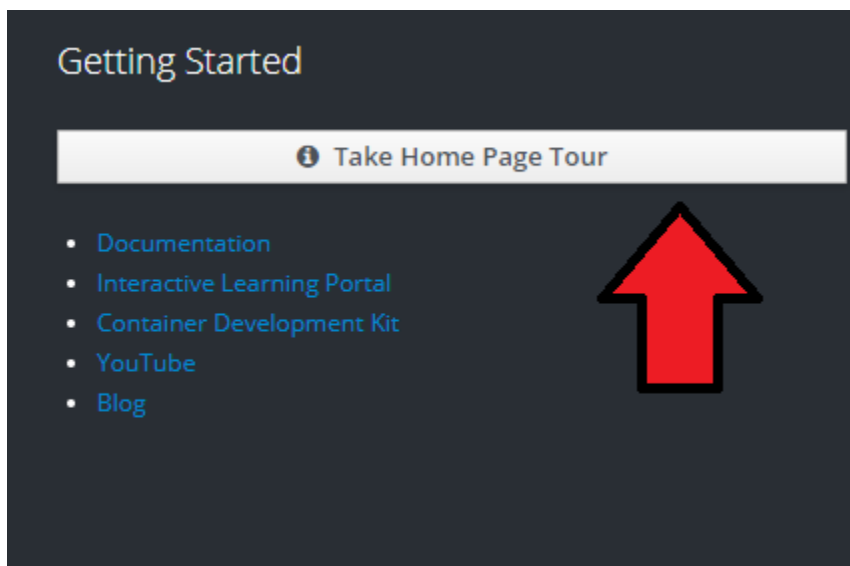 Getting Started
Take Home Page Tour
Documentation
Interactive Learning Portal
Container Development Kit
YouTube
Blog